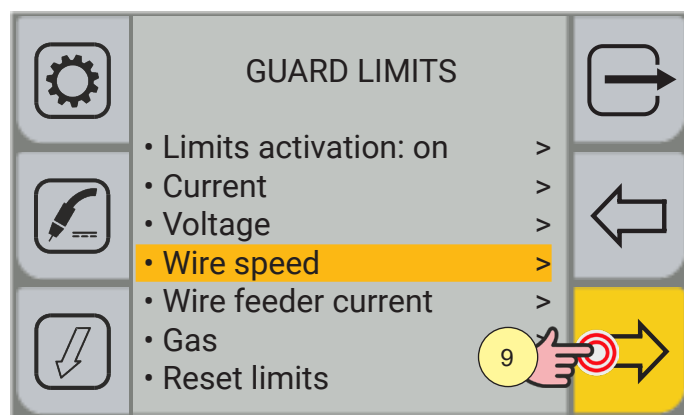 GUARD LIMITS
• Limits activation: on >
• Current >
• Voltage >
• Wire speed >
• Wire feeder current >
• Gas >
• Reset limits
9